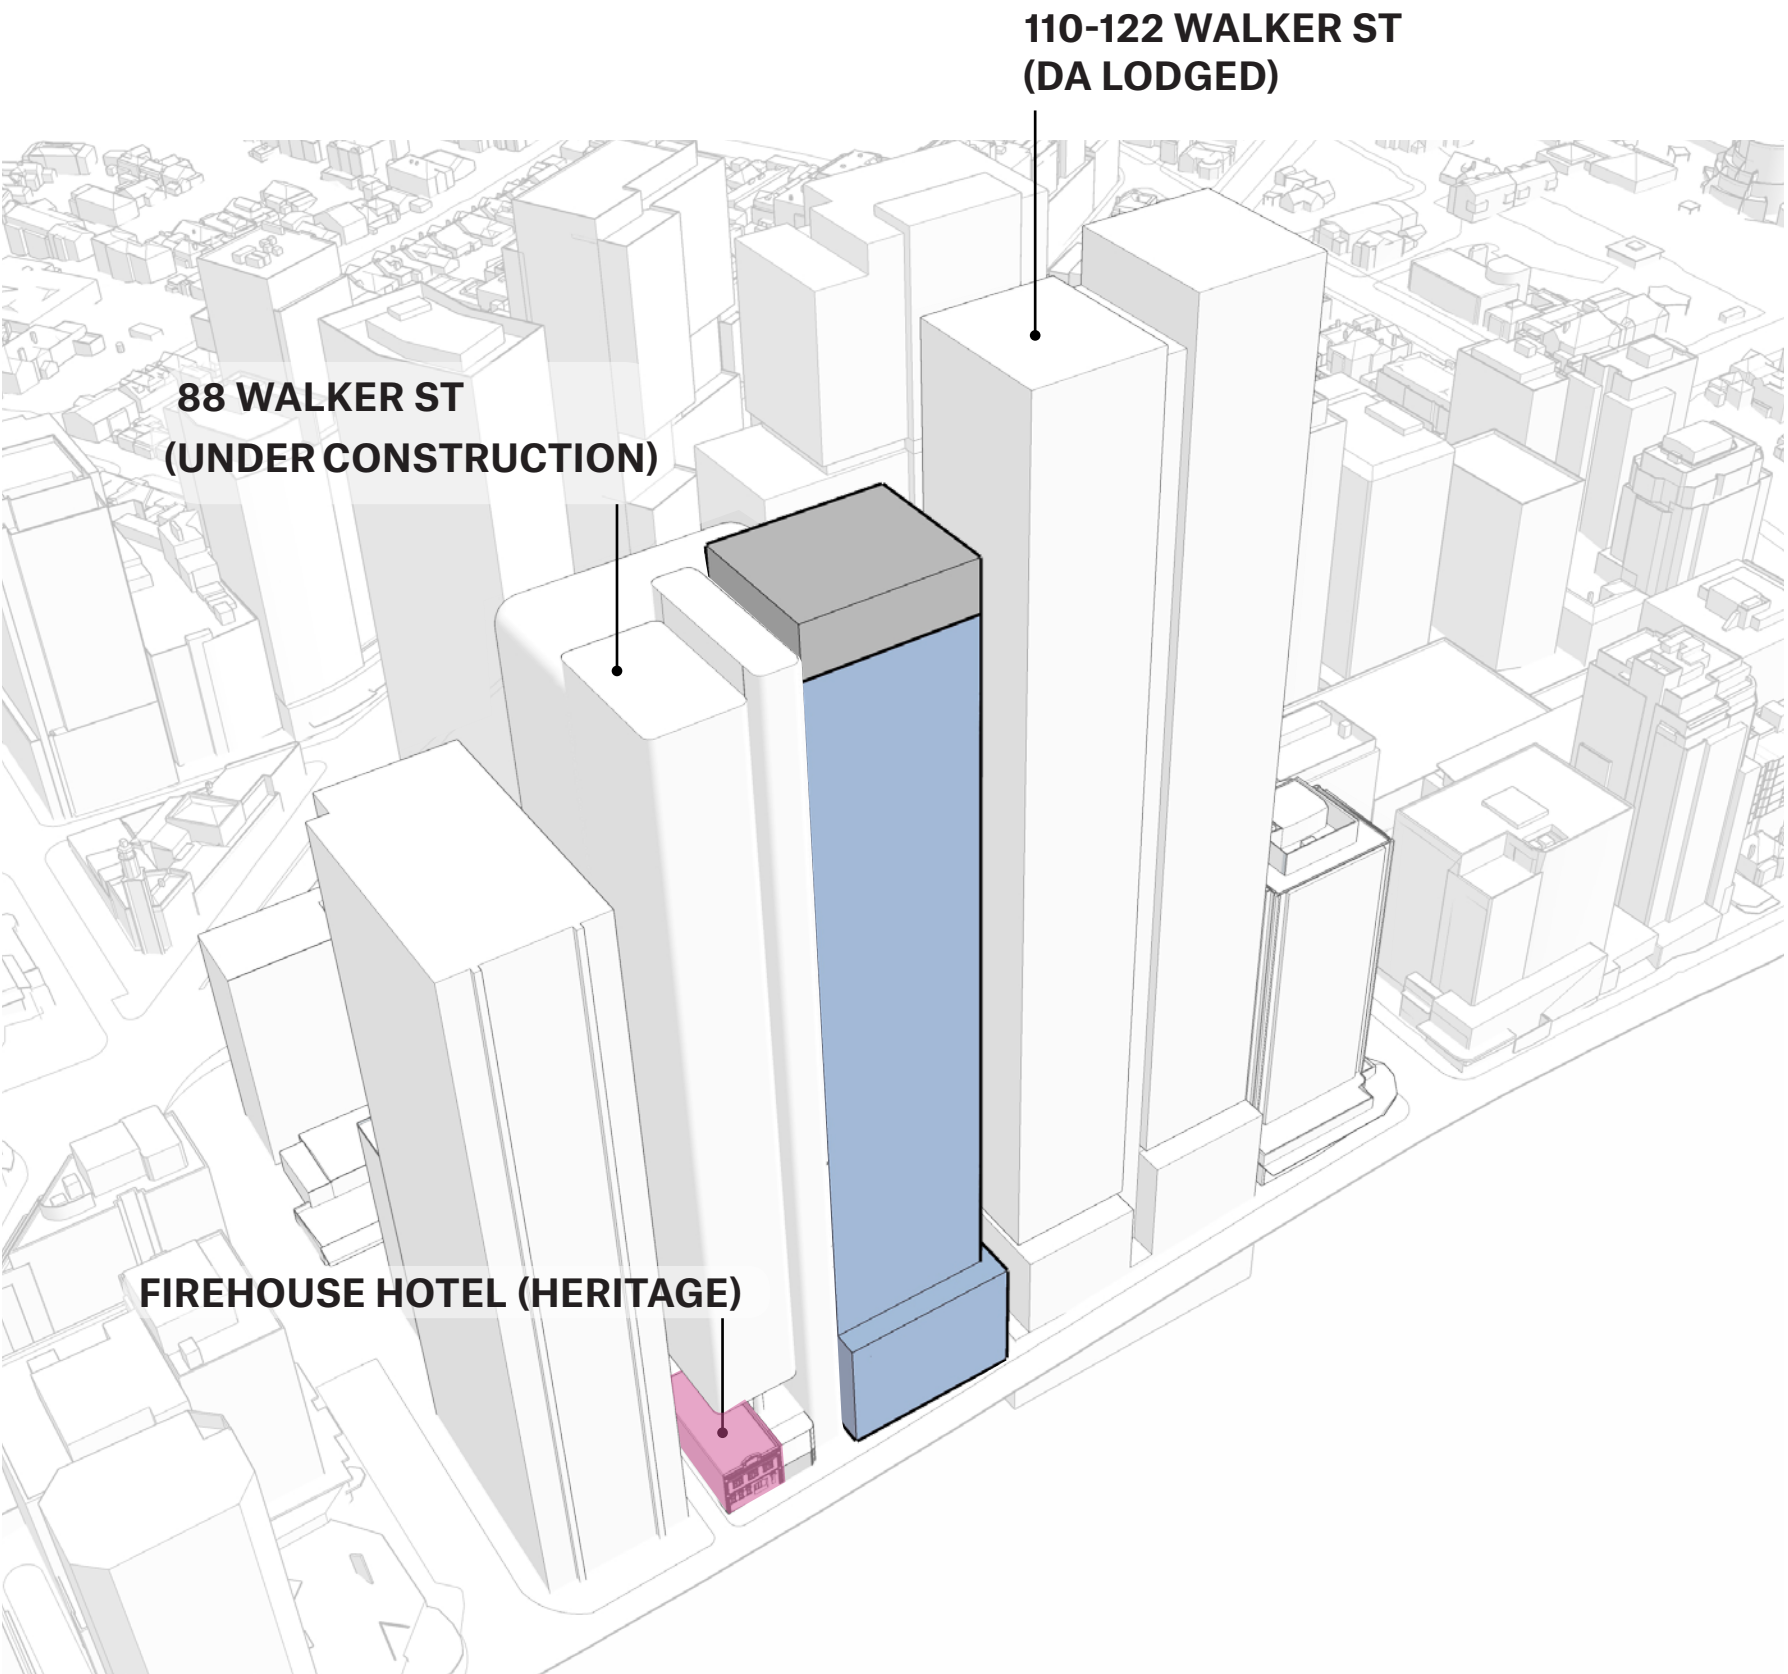 110-122 WALKER ST
(DA LODGED)
88 WALKER ST
(UNDER CONSTRUCTION)
FIREHOUSE HOTEL (HERITAGE)